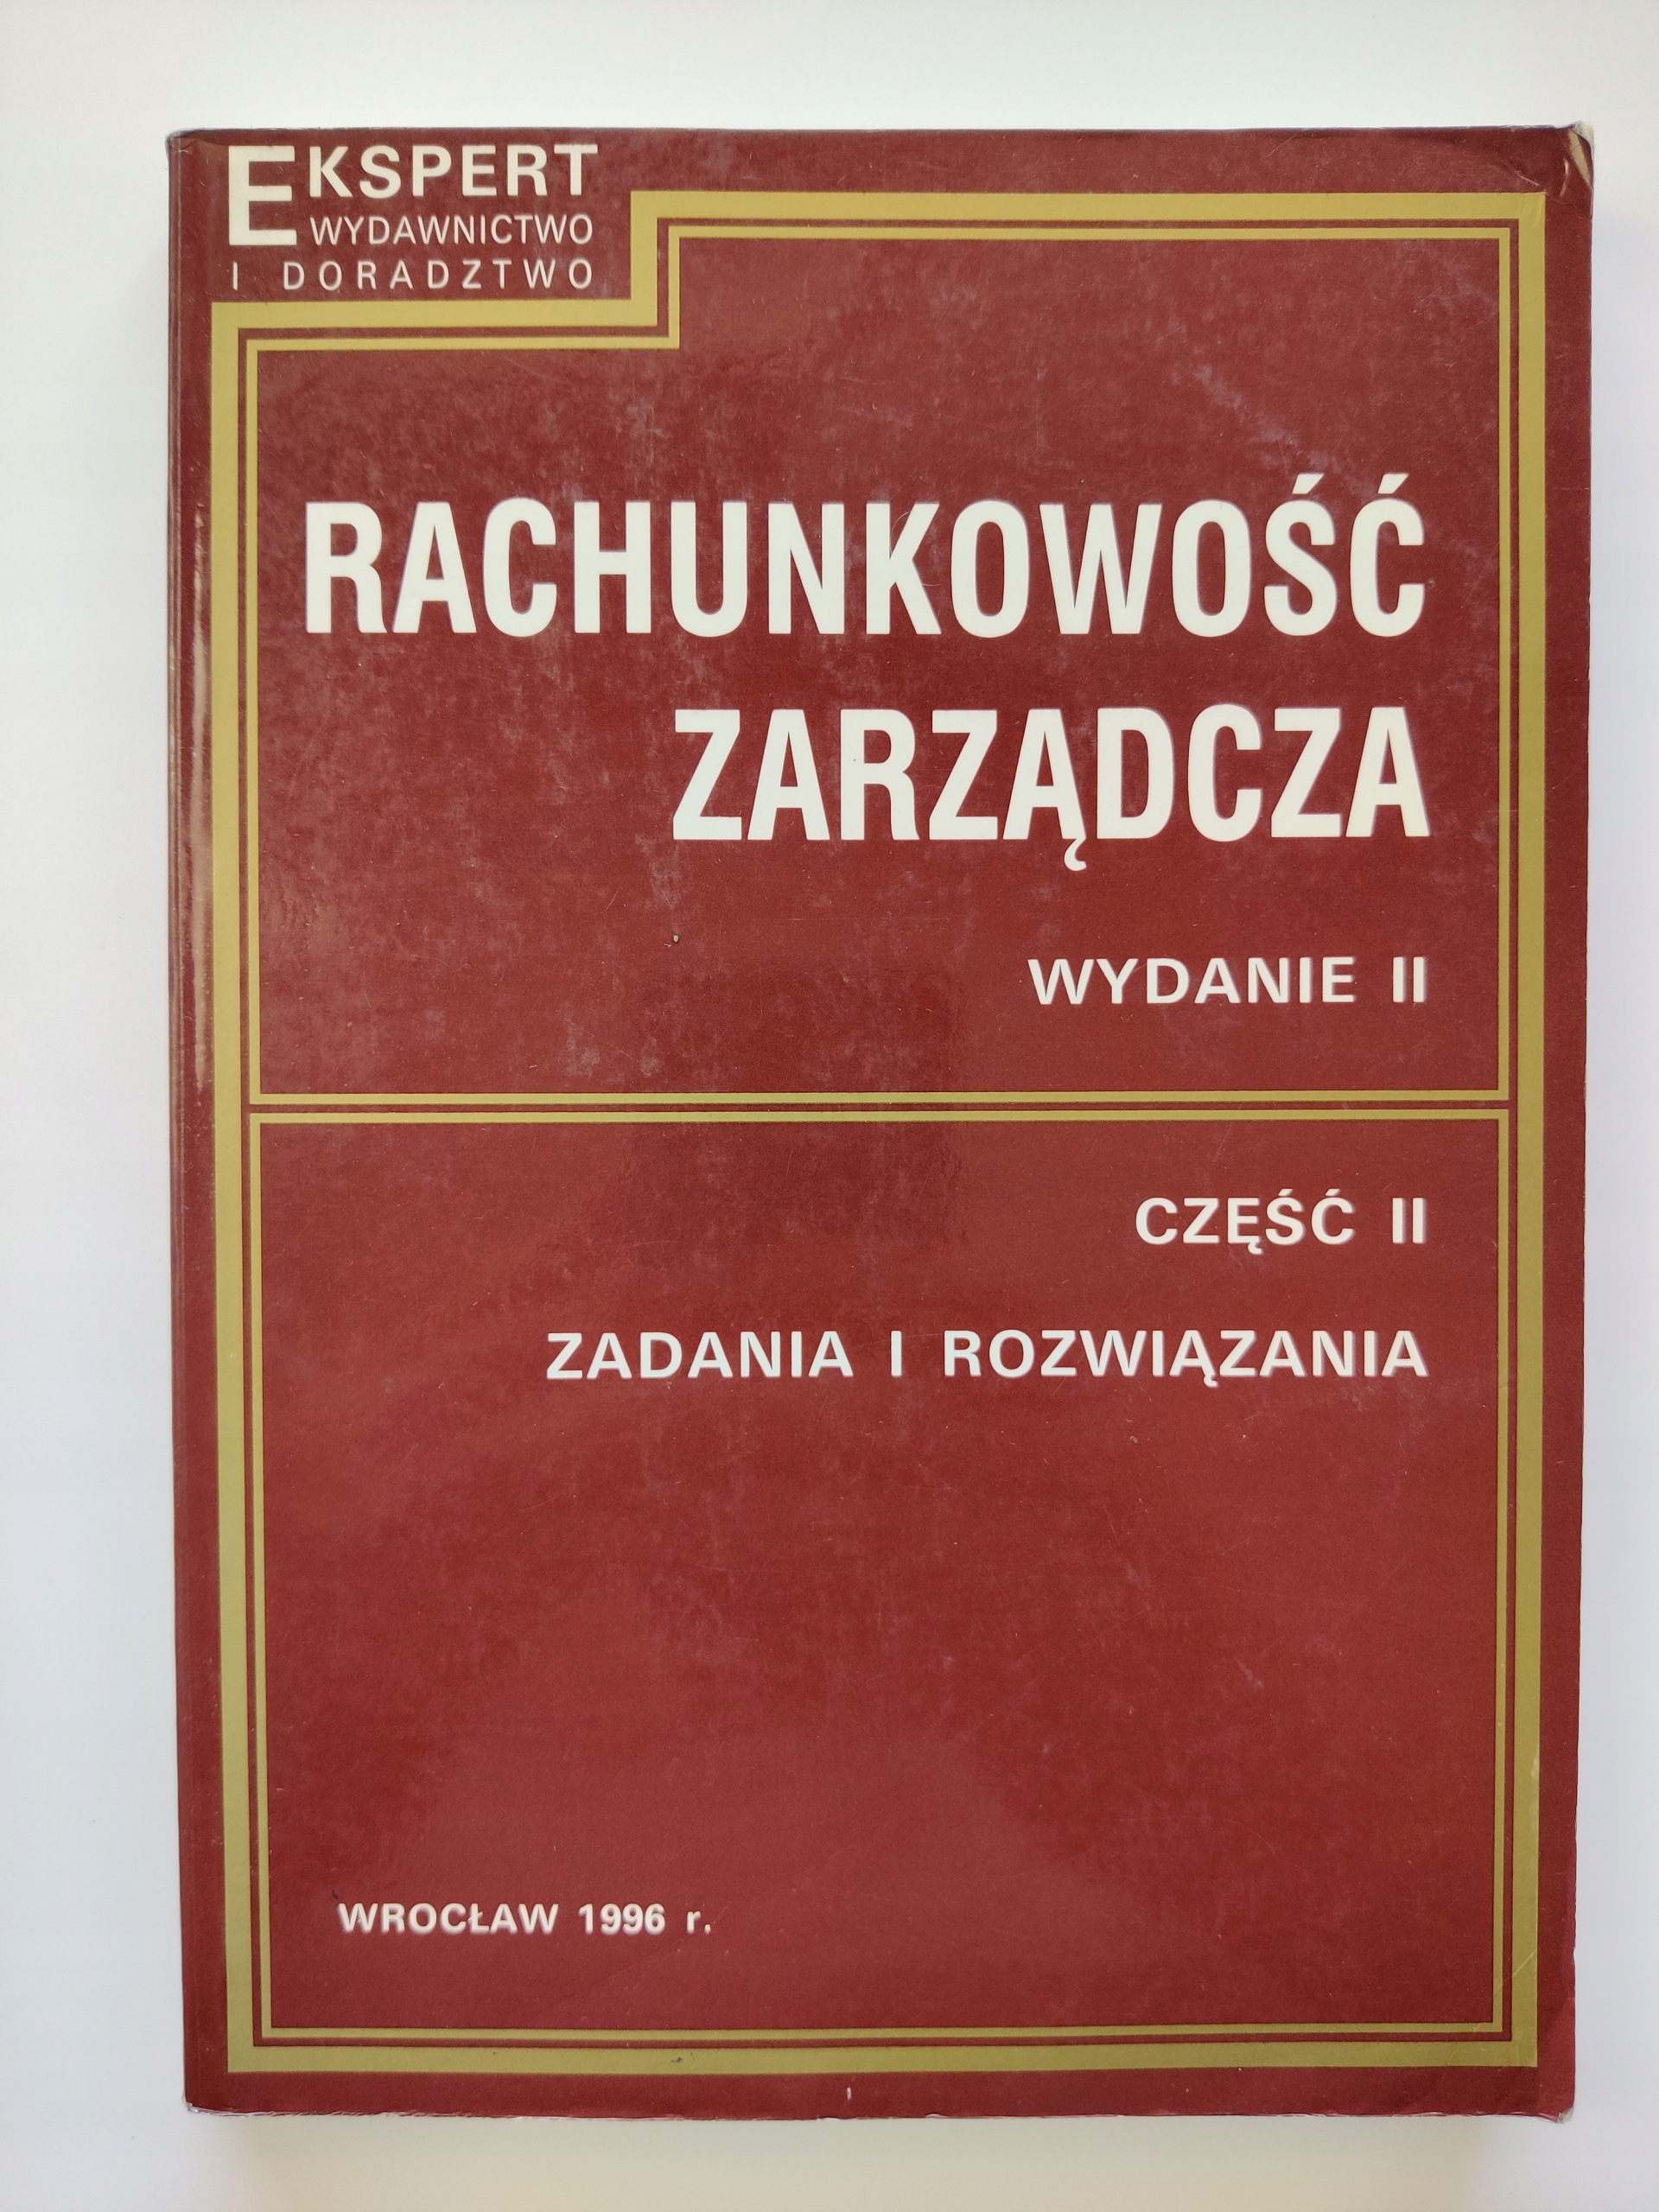 EKSPERT
WYDAWNICTWO
I DORADZTWO
RACHUNKOWOŚĆ
ZARZĄDCZA
WYDANIE II
CZĘŚĆ II
ZADANIA I ROZWIĄZANIA
WROCŁAW 1996 r.